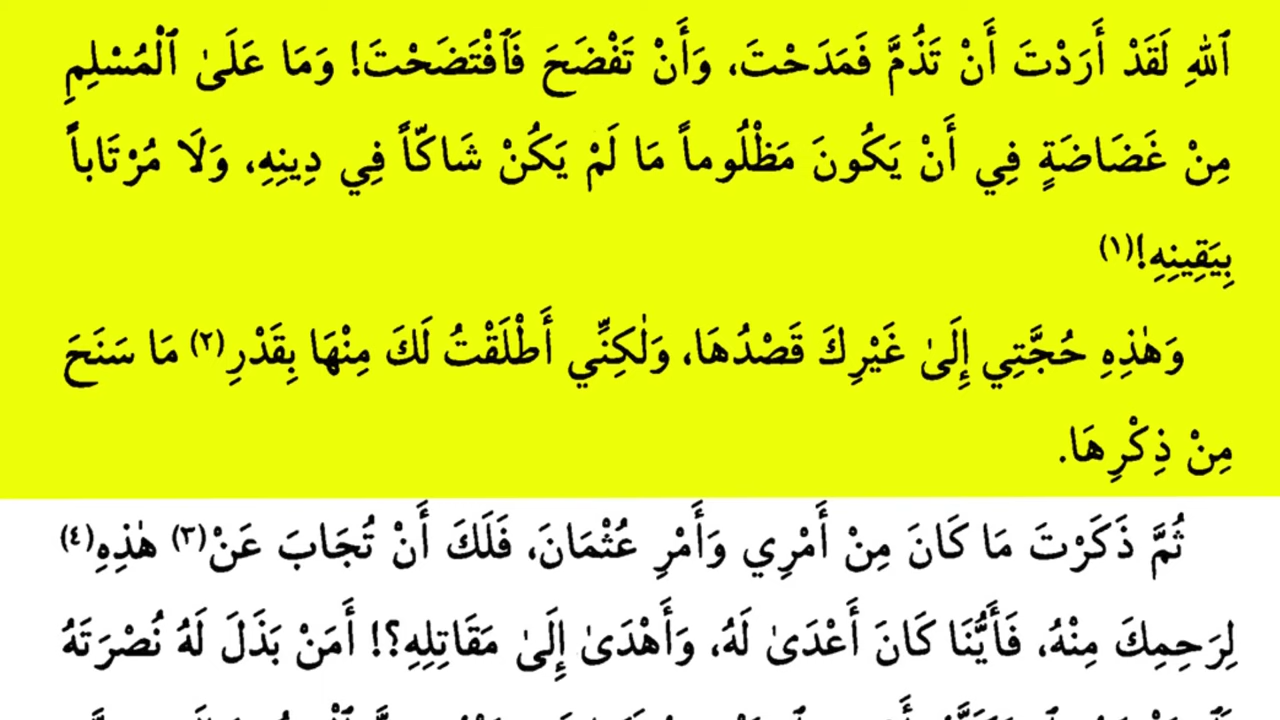 ٱللهِ لَقَدْ أَرَدْتَ أَنْ تَذُمَّ فَمَدَحْتَ، وَأَنْ تَفْضَحَ فَٱفْتَضَحْتَ! وَمَا عَلَىٰ ٱلْمُسْلِمِ
مِنْ غَضَاضَةٍ فِي أَنْ يَكُونَ مَظْلُوماً مَا لَمْ يَكُنْ شَاكّاً فِي دِينِهِ، وَلَا مُرْتَاباً
بِيَقِينِهِ!(١)
وَهٰذِهِ حُجَّتِي إِلَىٰ غَيْرِكَ قَصْدُهَا، وَلٰكِنِّي أَطْلَقْتُ لَكَ مِنْهَا بِقَدْرِ(٢) مَا سَنَحَ
مِنْ ذِكْرِهَا.
ثُمَّ ذَكَرْتَ مَا كَانَ مِنْ أَمْرِي وَأَمْرِ عُثْمَانَ، فَلَكَ أَنْ تُجَابَ عَنْ(٣) هٰذِهِ(٤)
لِرَحِمِكَ مِنْهُ، فَأَيُّنَا كَانَ أَعْدَىٰ لَهُ، وَأَهْدَىٰ إِلَىٰ مَقَاتِلِهِ؟! أَمَنْ بَذَلَ لَهُ نُصْرَتَهُ